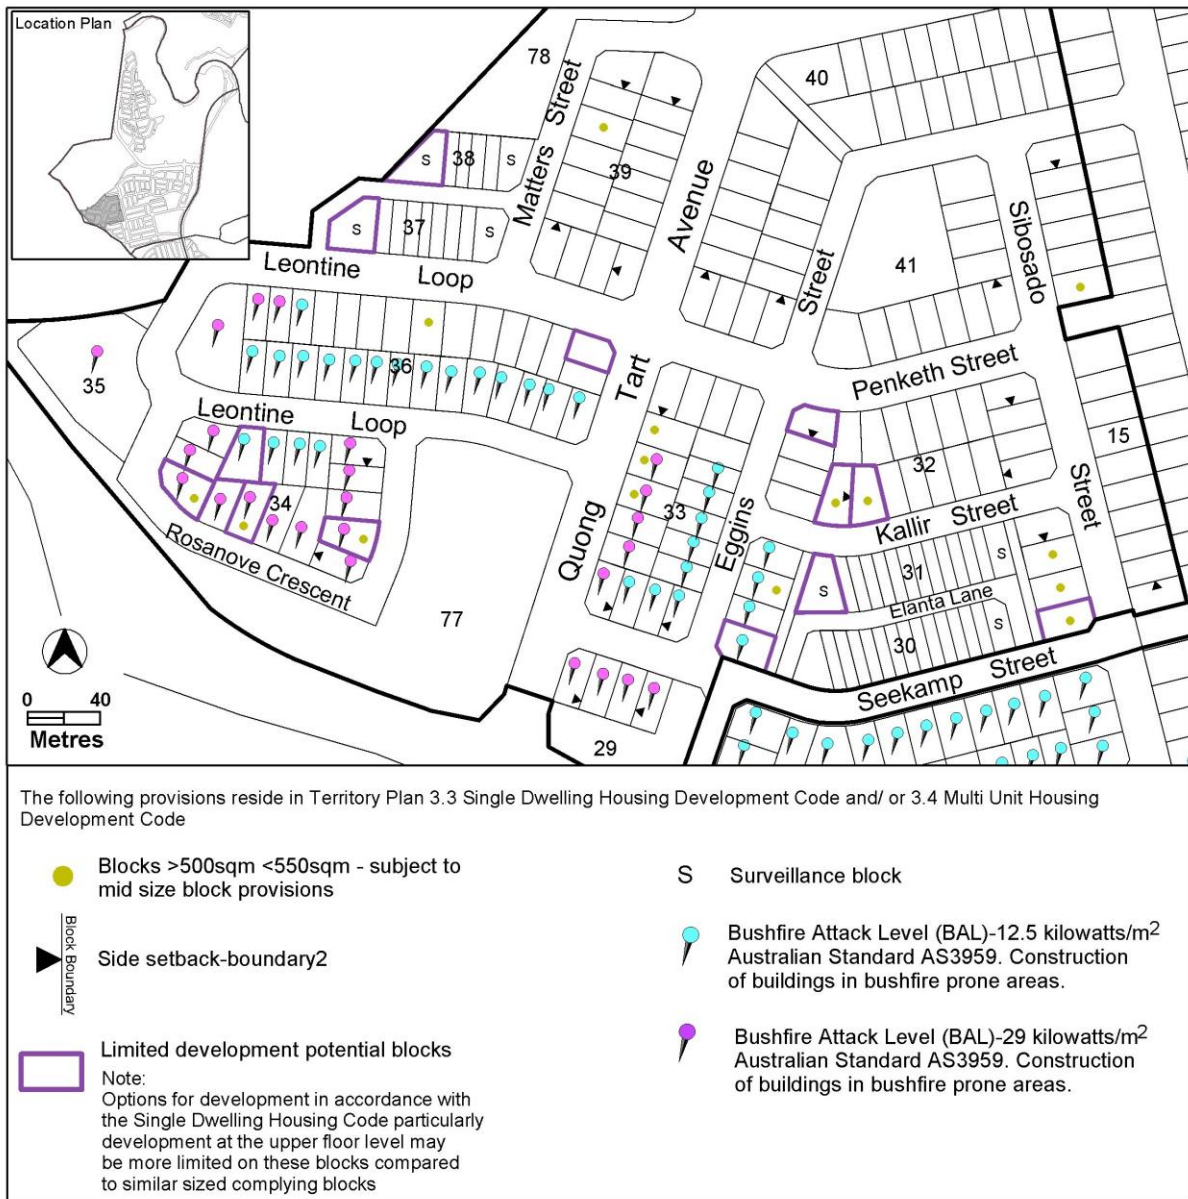 Location Plan
78
40
Matters Street
S
38
S
39
S
37
S
Avenue
Sibosado
41
Street
Leontine Loop
Tart
Penketh Street
36
35
Leontine Loop
15
32
34
33
Street
Kallir Street
Quong
Eggins
Rosanove Crescent
S
31
S
Elanta Lane
S
77
30
Seekamp Street
0 40
Metres
29
The following provisions reside in Territory Plan 3.3 Single Dwelling Housing Development Code and/ or 3.4 Multi Unit Housing
Development Code
Blocks >500sqm <550sqm - subject to
mid size block provisions
Block Boundary
Side setback-boundary2
Limited development potential blocks
Note:
Options for development in accordance with
the Single Dwelling Housing Code particularly
development at the upper floor level may
be more limited on these blocks compared
to similar sized complying blocks
S Surveillance block
Bushfire Attack Level (BAL)-12.5 kilowatts/m2
Australian Standard AS3959. Construction
of buildings in bushfire prone areas.
Bushfire Attack Level (BAL)-29 kilowatts/m2
Australian Standard AS3959. Construction
of buildings in bushfire prone areas.